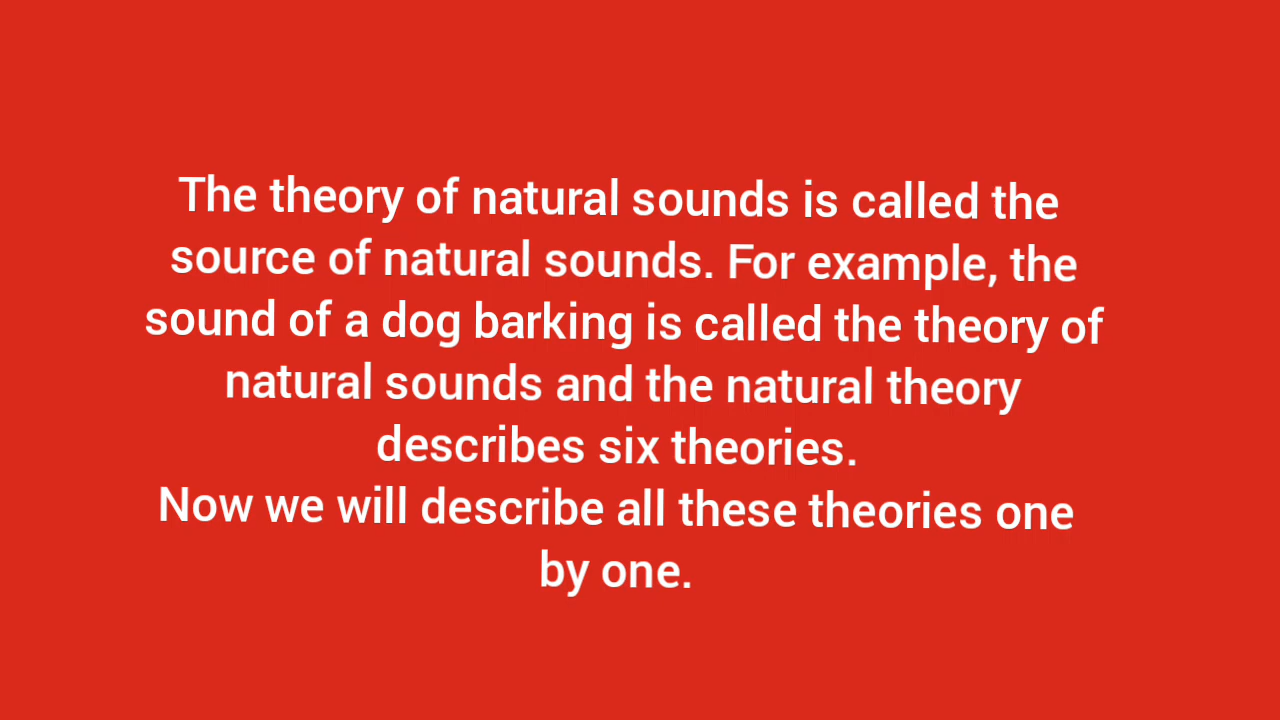 The theory of natural sounds is called the
source of natural sounds. For example, the
sound of a dog barking is called the theory of
natural sounds and the natural theory
describes six theories.
Now we will describe all these theories one
by one.